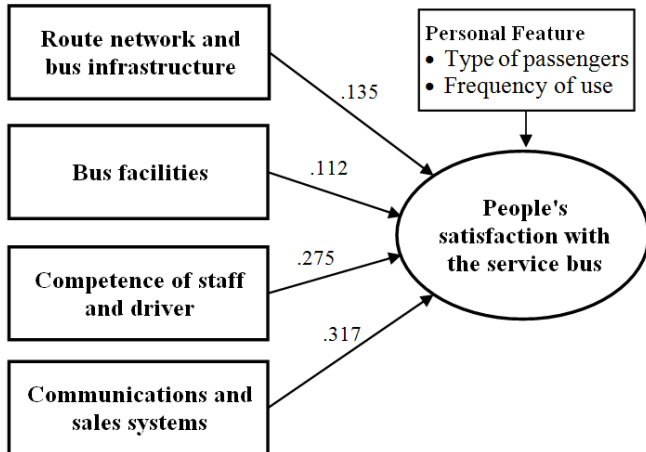 Route network and
bus infrastructure
Personal Feature
• Type of passengers
• Frequency of use
.135
Bus facilities
.112
People's
satisfaction with
the service bus
Competence of staff
and driver
.275
.317
Communications and
sales systems